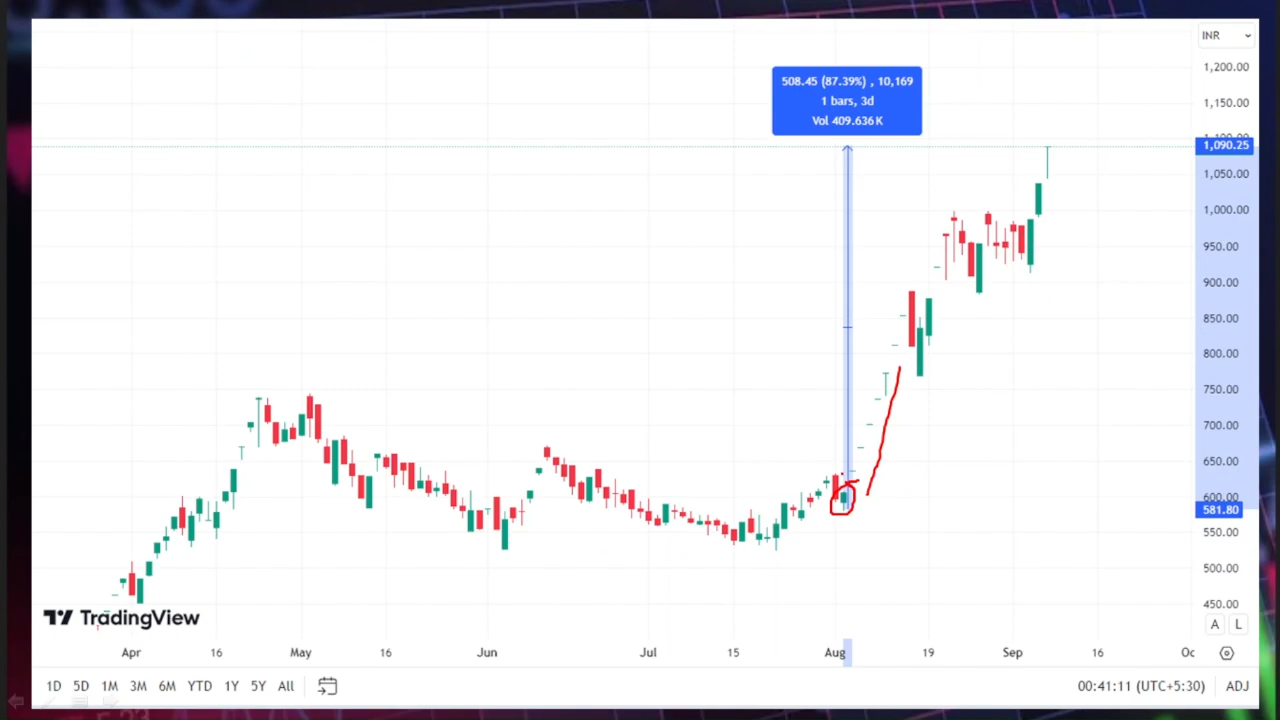 INR
508.45 (87.39%) , 10,169
1 bars, 3d
Vol 409.636K
1,200.00
1,150.00
1,100.00
1,090.25
1,050.00
1,000.00
950.00
900.00
850.00
800.00
750.00
700.00
650.00
600.00
581.80
550.00
500.00
450.00
TradingView
A L
Apr 16 May 16 Jun Jul 15 Aug 19 Sep 16 Oc
1D 5D 1M 3M 6M YTD 1Y 5Y All 00:41:11 (UTC+5:30) ADJ